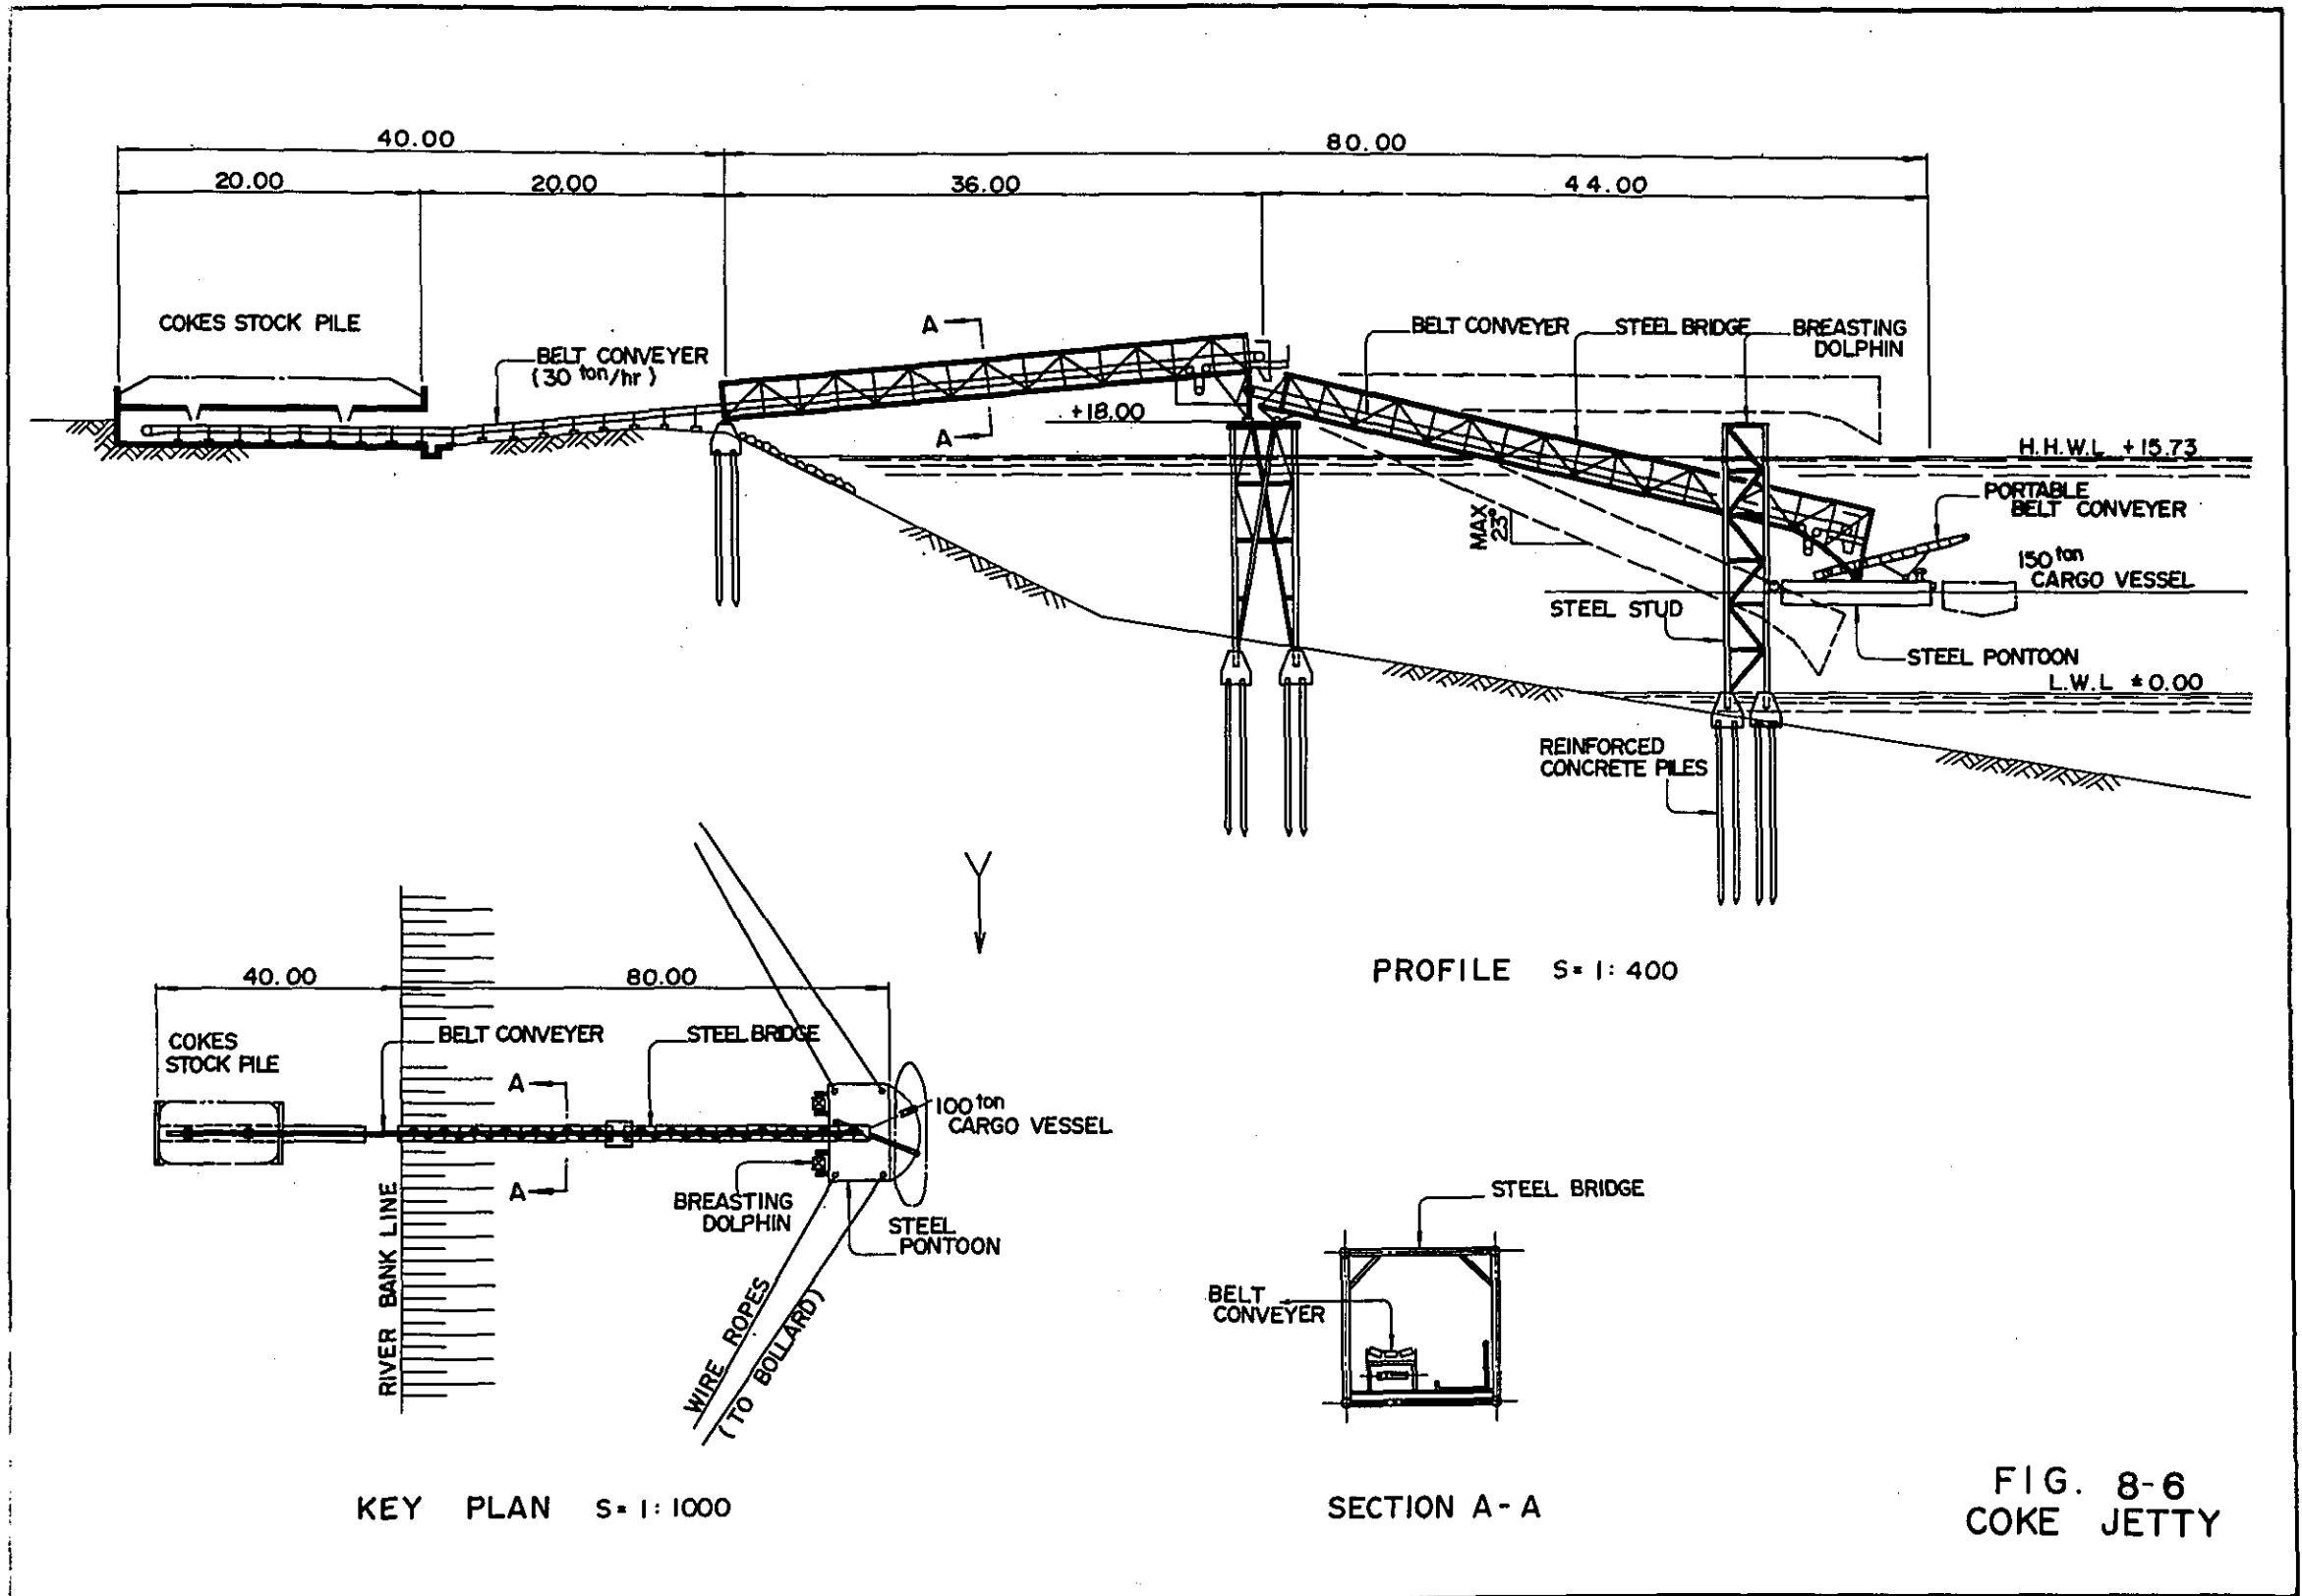 40.00
80.00
20.00
20.00
36.00
44.00
COKES STOCK PILE
BELT CONVEYER
(30 ton/hr)
A
A
+18.00
BELT CONVEYER
STEEL BRIDGE
BREASTING
DOLPHIN
H.H.W.L +15.73
PORTABLE
BELT CONVEYER
MAX
23°
150 ton
CARGO VESSEL
STEEL STUD
STEEL PONTOON
L.W.L ±0.00
REINFORCED
CONCRETE PILES
PROFILE S=1:400
40.00
80.00
COKES
STOCK PILE
BELT CONVEYER
STEEL BRIDGE
A
A
100 ton
CARGO VESSEL
BREASTING
DOLPHIN
STEEL
PONTOON
RIVER BANK LINE
WIRE ROPES
(TO BOLLARD)
KEY PLAN S=1:1000
STEEL BRIDGE
BELT
CONVEYER
SECTION A-A
FIG. 8-6
COKE JETTY